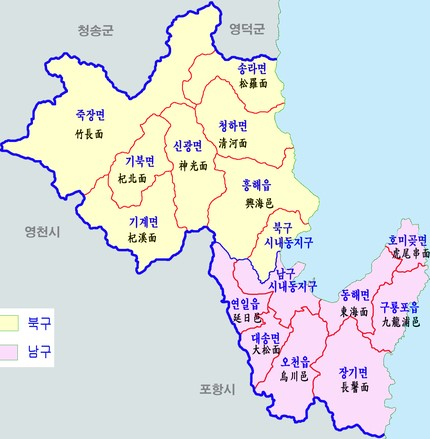 청송군
영덕군
송라면
松羅面
죽장면
竹長面
청하면
清河面
신광면
神光面
기북면
杞北面
흥해읍
興海邑
기계면
杞溪面
영천시
북구
시내동지구
호미곶면
虎尾串面
남구
시내동지구
동해면
東海面
구룡포읍
九龍浦邑
연일읍
延日邑
대송면
大松面
오천읍
烏川邑
장기면
長鬐面
북구
남구
포항시